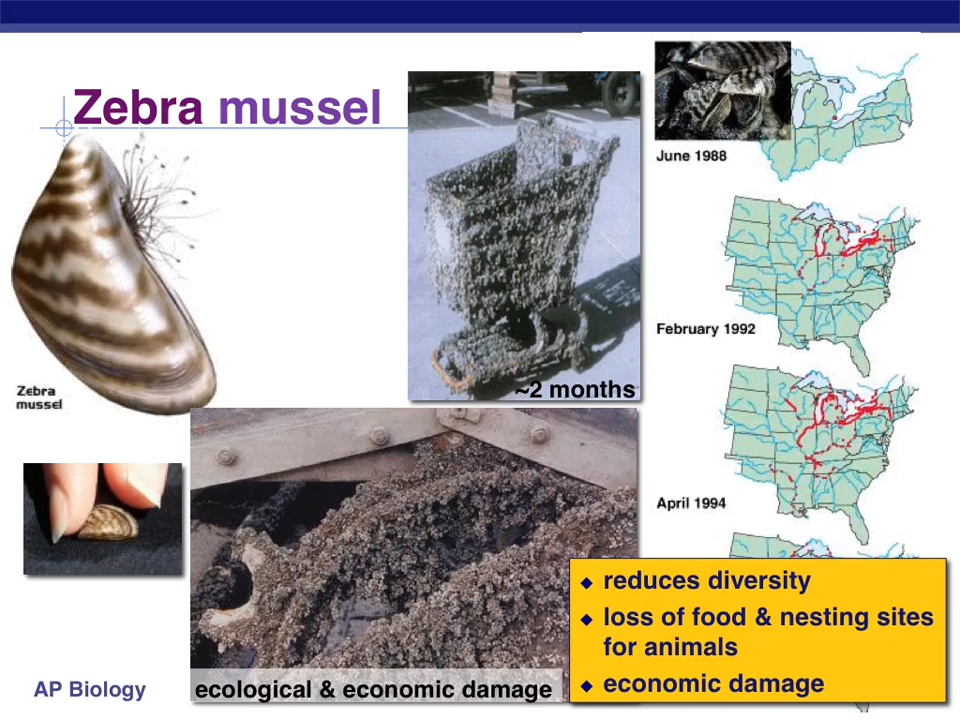 Zebra mussel
June 1988
Zebra
mussel
~2 months
February 1992
April 1994
ecological & economic damage
◆ reduces diversity
◆ loss of food & nesting sites
for animals
◆ economic damage
AP Biology